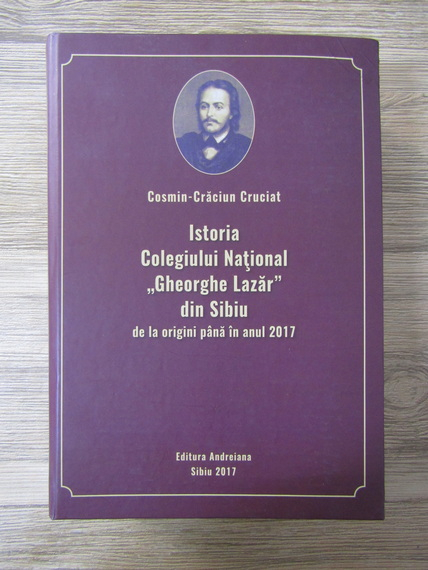 Cosmin-Crăciun Cruciat
Istoria
Colegiului Naţional
„Gheorghe Lazăr”
din Sibiu
de la origini până în anul 2017
Editura Andreiana
Sibiu 2017